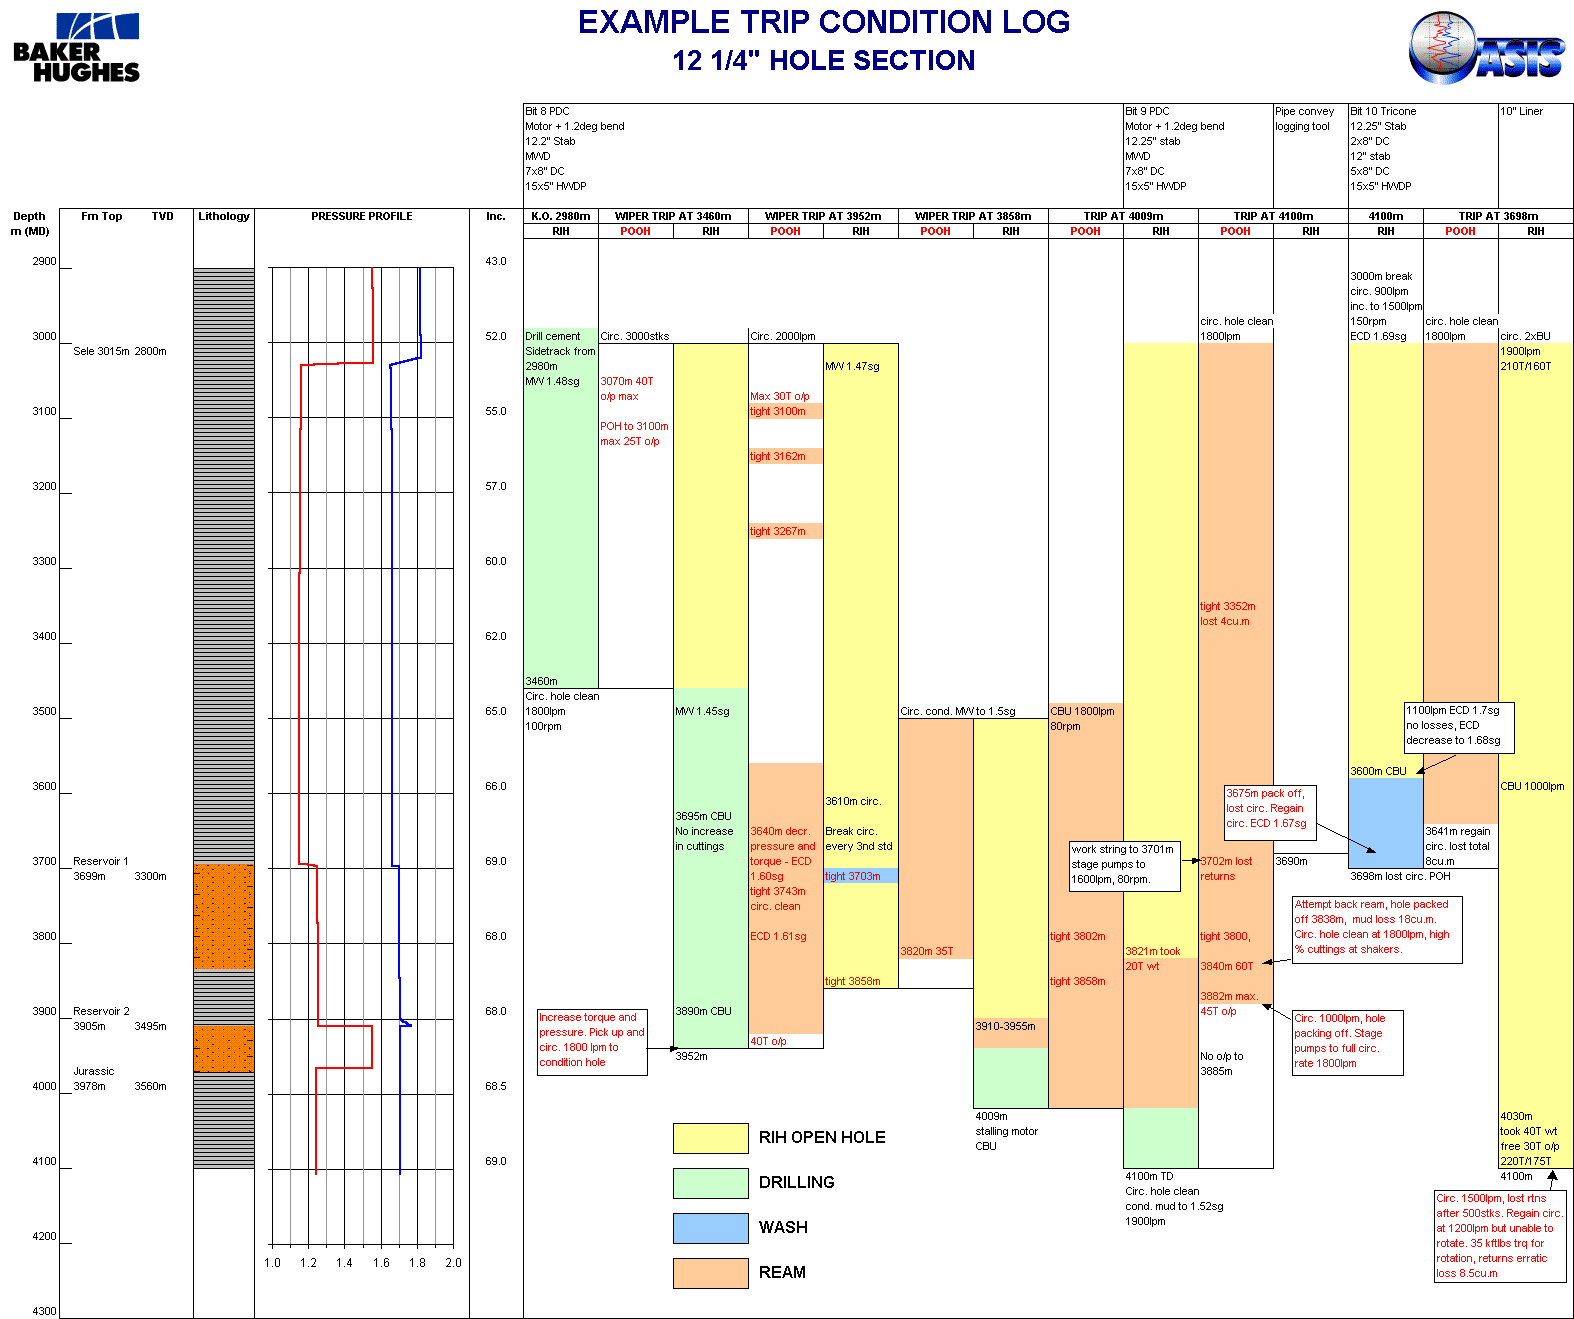 BAKER
HUGHES
EXAMPLE TRIP CONDITION LOG
12 1/4" HOLE SECTION
ASIS
Bit 8 PDC
Motor + 1.2deg bend
12.2" Stab
MWD
7x8" DC
15x5" HWDP
Bit 9 PDC
Motor + 1.2deg bend
12.25" stab
MWD
7x8" DC
15x5" HWDP
Pipe convey
logging tool
Bit 10 Tricone
12.25" Stab
2x8" DC
12" stab
5x8" DC
15x5" HWDP
10" Liner
Depth
m (MD)
Fm Top
TVD
Lithology
PRESSURE PROFILE
Inc.
K.O. 2980m
WIPER TRIP AT 3460m
WIPER TRIP AT 3952m
WIPER TRIP AT 3858m
TRIP AT 4009m
TRIP AT 4100m
4100m
TRIP AT 3698m
RIH
POOH
RIH
POOH
RIH
POOH
RIH
POOH
RIH
POOH
RIH
RIH
POOH
RIH
2900
3000
3100
3200
3300
3400
3500
3600
3700
3800
3900
4000
4100
4200
4300
Sele 3015m 2800m
Reservoir 1
3699m 3300m
Reservoir 2
3905m 3495m
Jurassic
3978m 3560m
1.0 1.2 1.4 1.6 1.8 2.0
43.0
52.0
55.0
57.0
60.0
62.0
65.0
66.0
69.0
68.0
68.0
68.5
69.0
Drill cement
Sidetrack from
2980m
MW 1.48sg
3460m
Circ. hole clean
1800lpm
100rpm
Circ. 3000stks
3070m 40T
o/p max
POH to 3100m
max 25T o/p
MW 1.45sg
3695m CBU
No increase
in cuttings
3890m CBU
3952m
Increase torque and
pressure. Pick up and
circ. 1800 lpm to
condition hole
Circ. 2000lpm
Max 30T o/p
tight 3100m
tight 3162m
tight 3267m
3640m decr.
pressure and
torque - ECD
1.60sg
tight 3743m
circ. clean
ECD 1.61sg
40T o/p
MW 1.47sg
3610m circ.
Break circ.
every 3nd std
tight 3703m
tight 3858m
Circ. cond. MW to 1.5sg
3820m 35T
3910-3955m
4009m
stalling motor
CBU
CBU 1800lpm
80rpm
tight 3802m
tight 3858m
work string to 3701m
stage pumps to
1600lpm, 80rpm.
3821m took
20T wt
4100m TD
Circ. hole clean
cond. mud to 1.52sg
1900lpm
circ. hole clean
1800lpm
tight 3352m
lost 4cu.m
3702m lost
returns
tight 3800,
3840m 60T
3882m max.
45T o/p
No o/p to
3885m
3675m pack off,
lost circ. Regain
circ. ECD 1.67sg
3690m
Attempt back ream, hole packed
off 3838m, mud loss 18cu.m.
Circ. hole clean at 1800lpm, high
% cuttings at shakers.
Circ. 1000lpm, hole
packing off. Stage
pumps to full circ.
rate 1800lpm
3000m break
circ. 900lpm
inc. to 1500lpm
150rpm
ECD 1.69sg
1100lpm ECD 1.7sg
no losses, ECD
decrease to 1.68sg
3600m CBU
3698m lost circ. POH
circ. hole clean
1800lpm
3641m regain
circ. lost total
8cu.m
circ. 2xBU
1900lpm
210T/160T
CBU 1000lpm
4030m
took 40T wt
free 30T o/p
220T/175T
4100m
Circ. 1500lpm, lost rtns
after 500stks. Regain circ.
at 1200lpm but unable to
rotate. 35 kftlbs trq for
rotation, returns erratic
loss 8.5cu.m
RIH OPEN HOLE
DRILLING
WASH
REAM